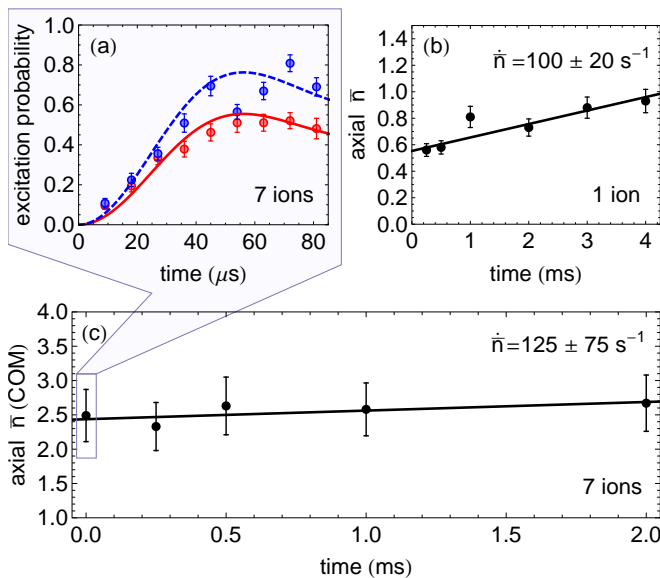 (a)
excitation probability
1.0
0.8
0.6
0.4
0.2
0.0
7 ions
0 20 40 60 80
time (μs)
(b)
n̄̇ = 100 ± 20 s⁻¹
axial n̄
1.4
1.2
1.0
0.8
0.6
0.4
0.2
0.0
1 ion
0 1 2 3 4
time (ms)
(c)
n̄̇ = 125 ± 75 s⁻¹
axial n̄ (COM)
4.0
3.5
3.0
2.5
2.0
1.5
1.0
7 ions
0.0 0.5 1.0 1.5 2.0
time (ms)